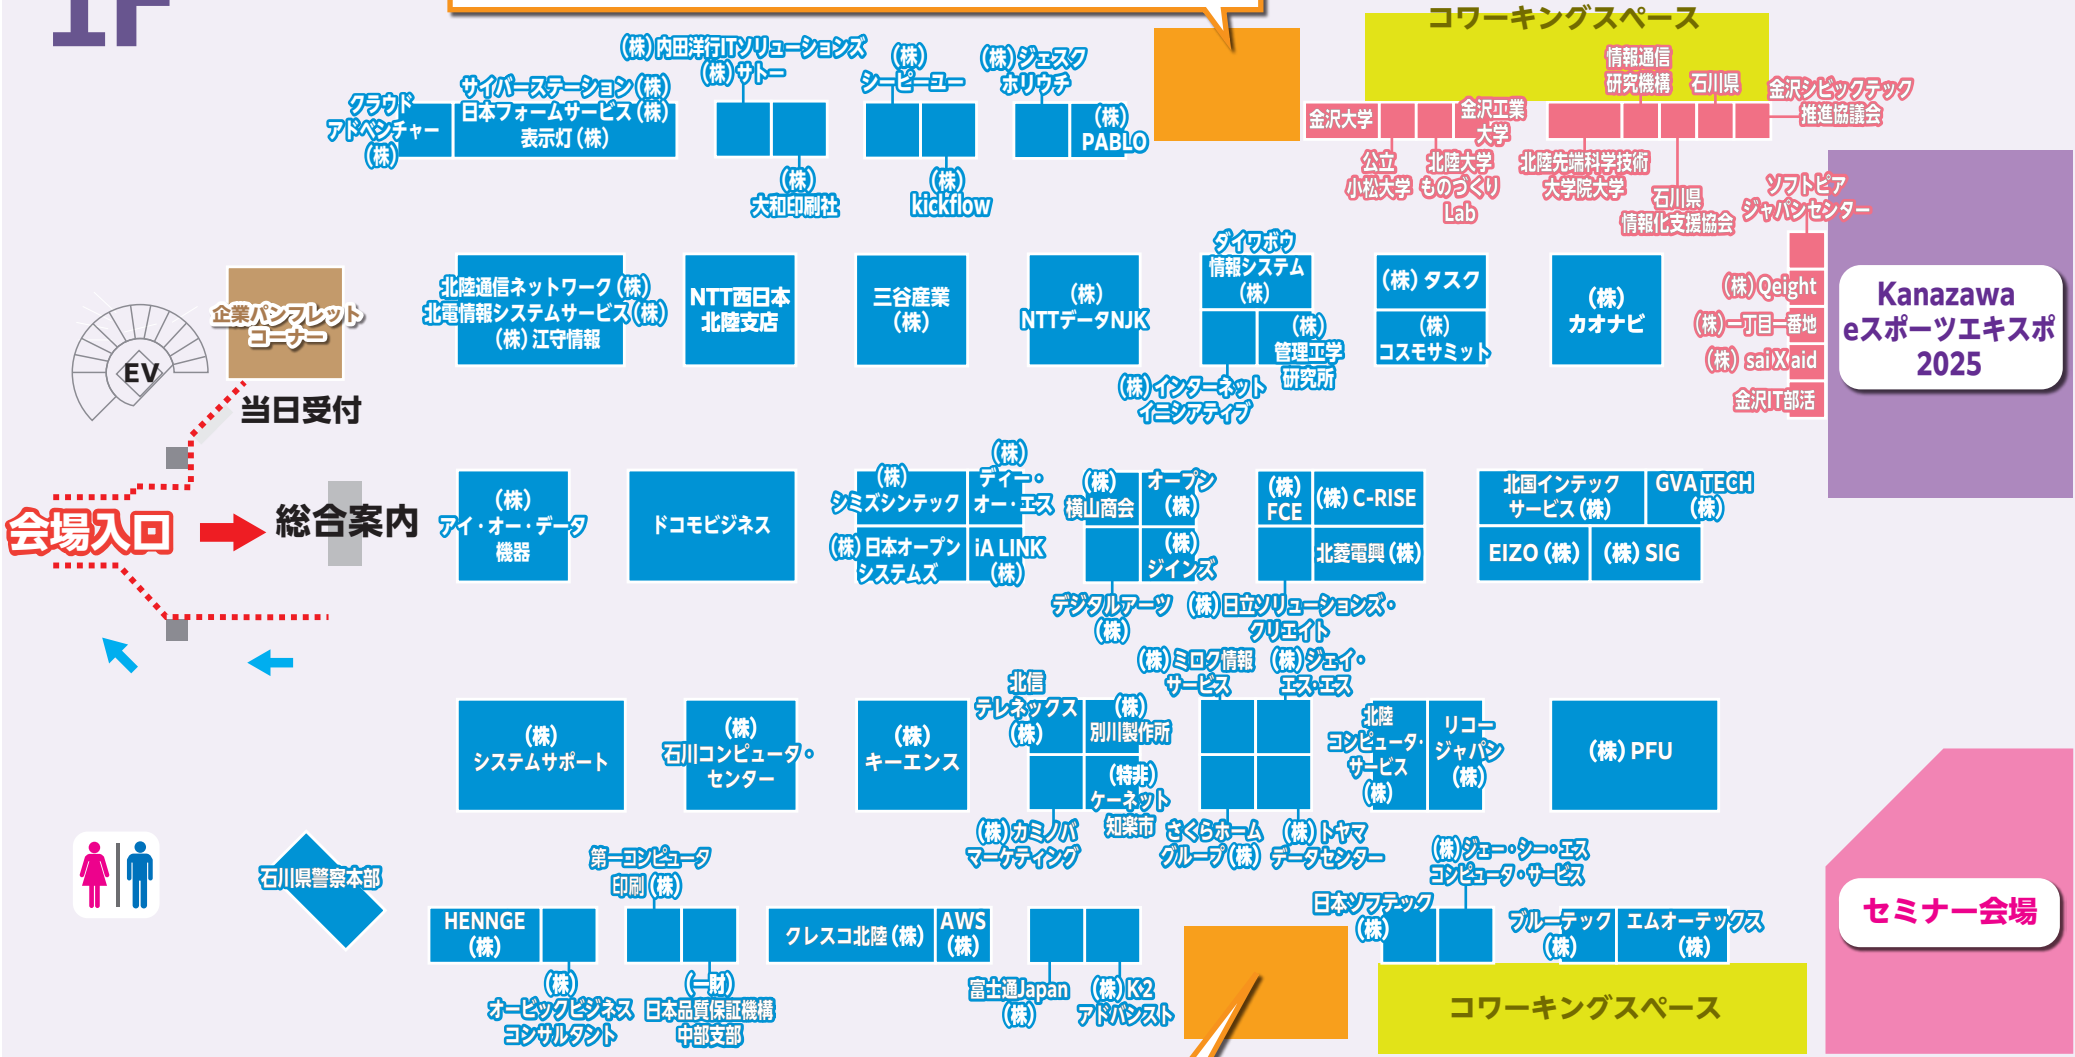 1F
コワーキングスペース
(株)内田洋行ITソリューションズ
(株)サトー
(株)
シーピーユー
(株)ジェスク
ホリウチ
クラウド
アドベンチャー
(株)
サイバーステーション(株)
日本フォームサービス(株)
表示灯(株)
(株)
PABLO
(株)
大和印刷社
(株)
kickflow
金沢大学
金沢工業
大学
情報通信
研究機構
石川県
金沢シビックテック
推進協議会
公立
小松大学
北陸大学
ものづくり
Lab
北陸先端科学技術
大学院大学
石川県
情報化支援協会
ソフトピア
ジャパンセンター
企業パンフレット
コーナー
EV
当日受付
北陸通信ネットワーク(株)
北電情報システムサービス(株)
(株)江守情報
NTT西日本
北陸支店
三谷産業
(株)
(株)
NTTデータNJK
ダイワボウ
情報システム
(株)
(株)
管理工学
研究所
(株)インターネット
イニシアティブ
(株)タスク
(株)
コスモサミット
(株)
カオナビ
(株)Qeight
(株)一丁目一番地
(株) sai X aid
金沢IT部活
Kanazawa
eスポーツエキスポ
2025
会場入口
総合案内
(株)
アイ・オー・データ
機器
ドコモビジネス
(株)
シミズシンテック
(株)
ディー・
オー・エス
(株)日本オープン
システムズ
iA LINK
(株)
(株)
横山商会
オープン
(株)
(株)
ジインズ
デジタルアーツ
(株)
(株)
FCE
(株)C-RISE
北菱電興(株)
(株)日立ソリューションズ・
クリエイト
北国インテック
サービス(株)
GVA TECH
(株)
EIZO(株)
(株)SIG
(株)
システムサポート
(株)
石川コンピュータ・
センター
(株)
キーエンス
北信
テレネックス
(株)
(株)
別川製作所
(特非)
ケーネット
知楽市
(株)カミノバ
マーケティング
(株)ミロク情報
サービス
(株)ジェイ・
エス・エス
さくらホーム
グループ(株)
(株)トヤマ
データセンター
北陸
コンピュータ・
サービス
(株)
リコー
ジャパン
(株)
(株)PFU
石川県警察本部
HENNGE
(株)
(株)
オービックビジネス
コンサルタント
第一コンピュータ
印刷(株)
(一財)
日本品質保証機構
中部支部
クレスコ北陸(株)
AWS
(株)
富士通Japan
(株)
(株)K2
アドバンスト
日本ソフテック
(株)
(株)ジェー・シー・エス
コンピュータ・サービス
ブルーテック
(株)
エムオーテックス
(株)
コワーキングスペース
セミナー会場